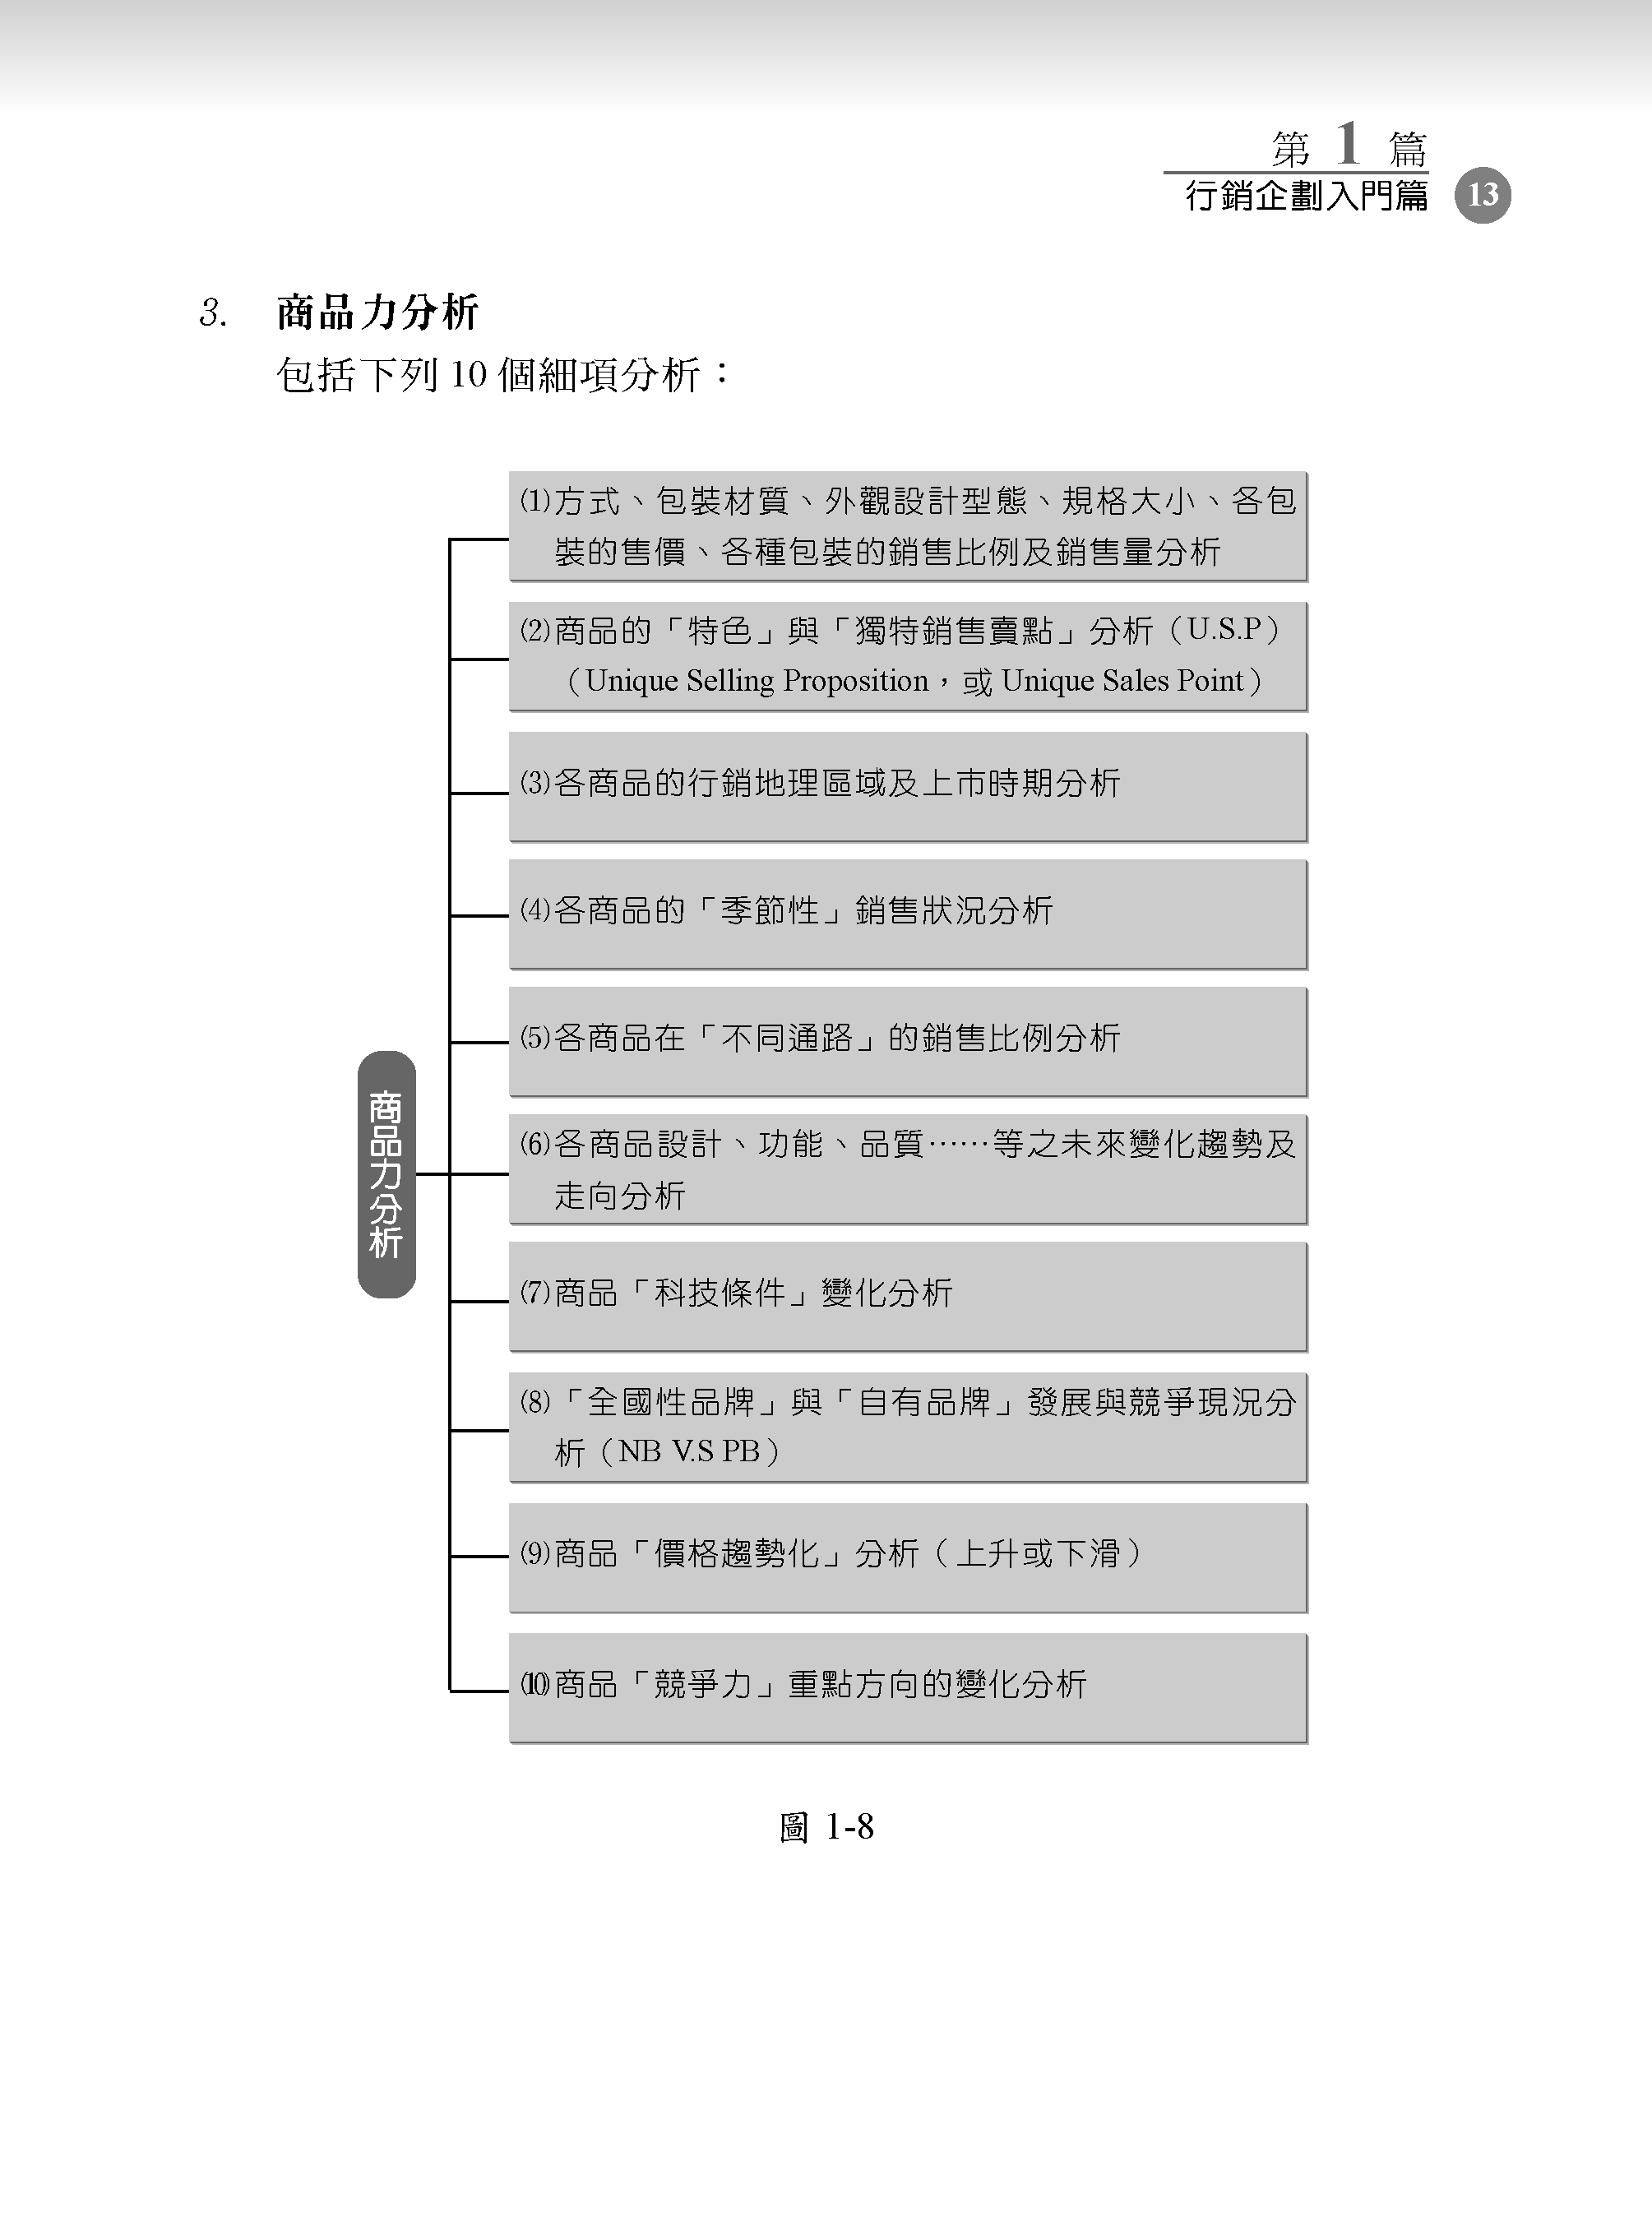 第 1 篇
行銷企劃入門篇 13
3. 商品力分析
包括下列 10 個細項分析：
商品力分析
⑴方式、包裝材質、外觀設計型態、規格大小、各包
裝的售價、各種包裝的銷售比例及銷售量分析
⑵商品的「特色」與「獨特銷售賣點」分析（U.S.P）
（Unique Selling Proposition，或 Unique Sales Point）
⑶各商品的行銷地理區域及上市時期分析
⑷各商品的「季節性」銷售狀況分析
⑸各商品在「不同通路」的銷售比例分析
⑹各商品設計、功能、品質……等之未來變化趨勢及
走向分析
⑺商品「科技條件」變化分析
⑻「全國性品牌」與「自有品牌」發展與競爭現況分
析（NB V.S PB）
⑼商品「價格趨勢化」分析（上升或下滑）
⑽商品「競爭力」重點方向的變化分析
圖 1-8